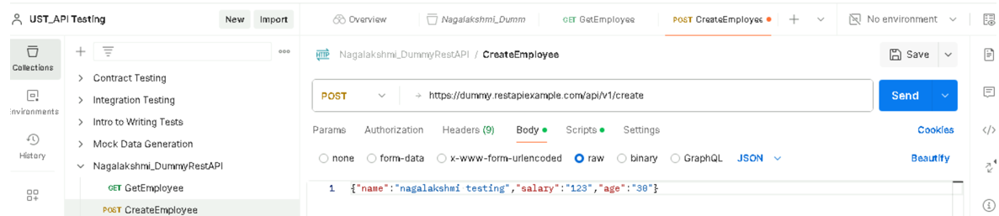 UST_API Testing New Import Overview Nagalakshmi_Dumm GET GetEmployee POST CreateEmployee No environment
Collections
Environments
History
Contract Testing
Integration Testing
Intro to Writing Tests
Mock Data Generation
Nagalakshmi_DummyRestAPI
GET GetEmployee
POST CreateEmployee
HTTP Nagalakshmi_DummyRestAPI / CreateEmployee Save
POST https://dummy.restapiexample.com/api/v1/create Send
Params Authorization Headers (9) Body Scripts Settings Cookies
none form-data x-www-form-urlencoded raw binary GraphQL JSON Beautify
1 {"name":"nagalakshmi testing","salary":"123","age":"30"}